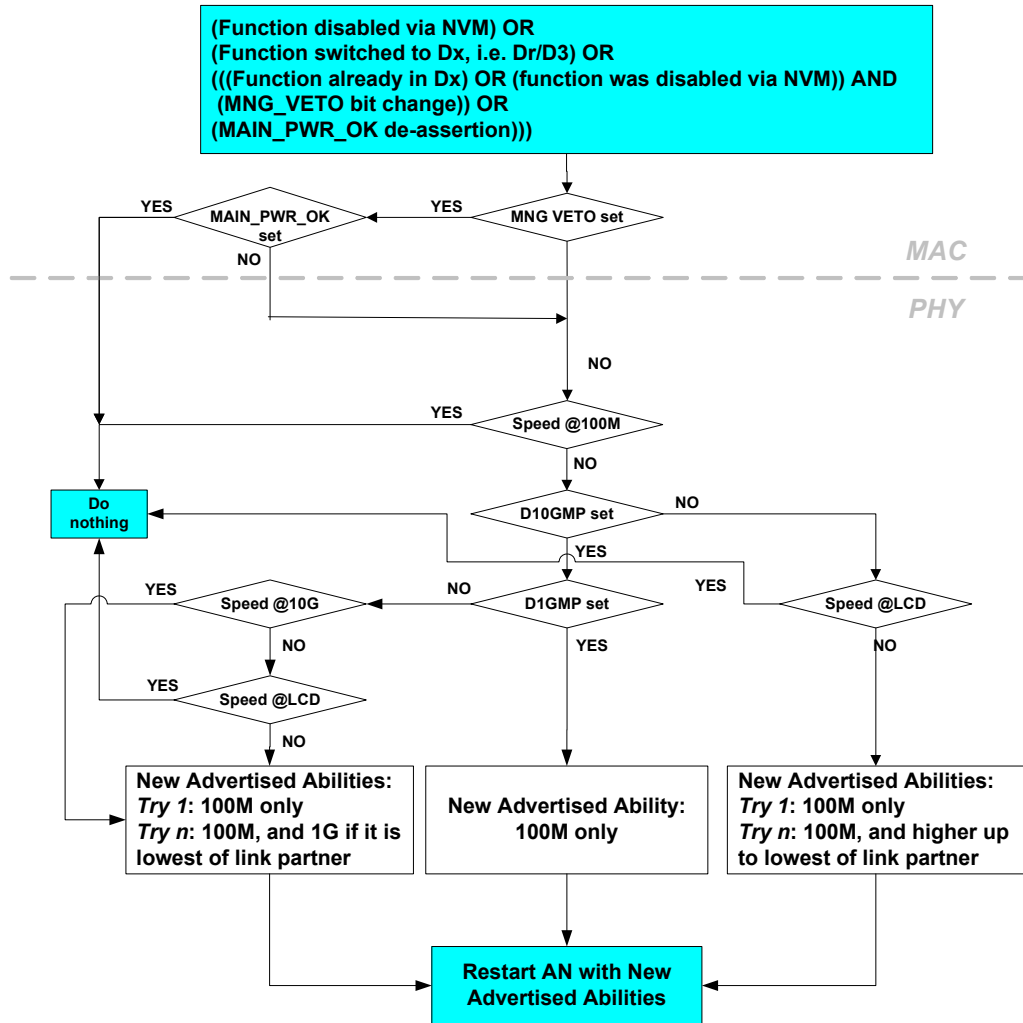 (Function disabled via NVM) OR
(Function switched to Dx, i.e. Dr/D3) OR
(((Function already in Dx) OR (function was disabled via NVM)) AND
(MNG_VETO bit change)) OR
(MAIN_PWR_OK de-assertion)))
YES
MAIN_PWR_OK
set
YES
MNG VETO set
NO
MAC
PHY
NO
YES
Speed @100M
NO
Do
nothing
D10GMP set
NO
YES
YES
Speed @10G
NO
D1GMP set
YES
Speed @LCD
NO
YES
NO
YES
Speed @LCD
NO
New Advertised Abilities:
Try 1: 100M only
Try n: 100M, and 1G if it is
lowest of link partner
New Advertised Ability:
100M only
New Advertised Abilities:
Try 1: 100M only
Try n: 100M, and higher up
to lowest of link partner
Restart AN with New
Advertised Abilities